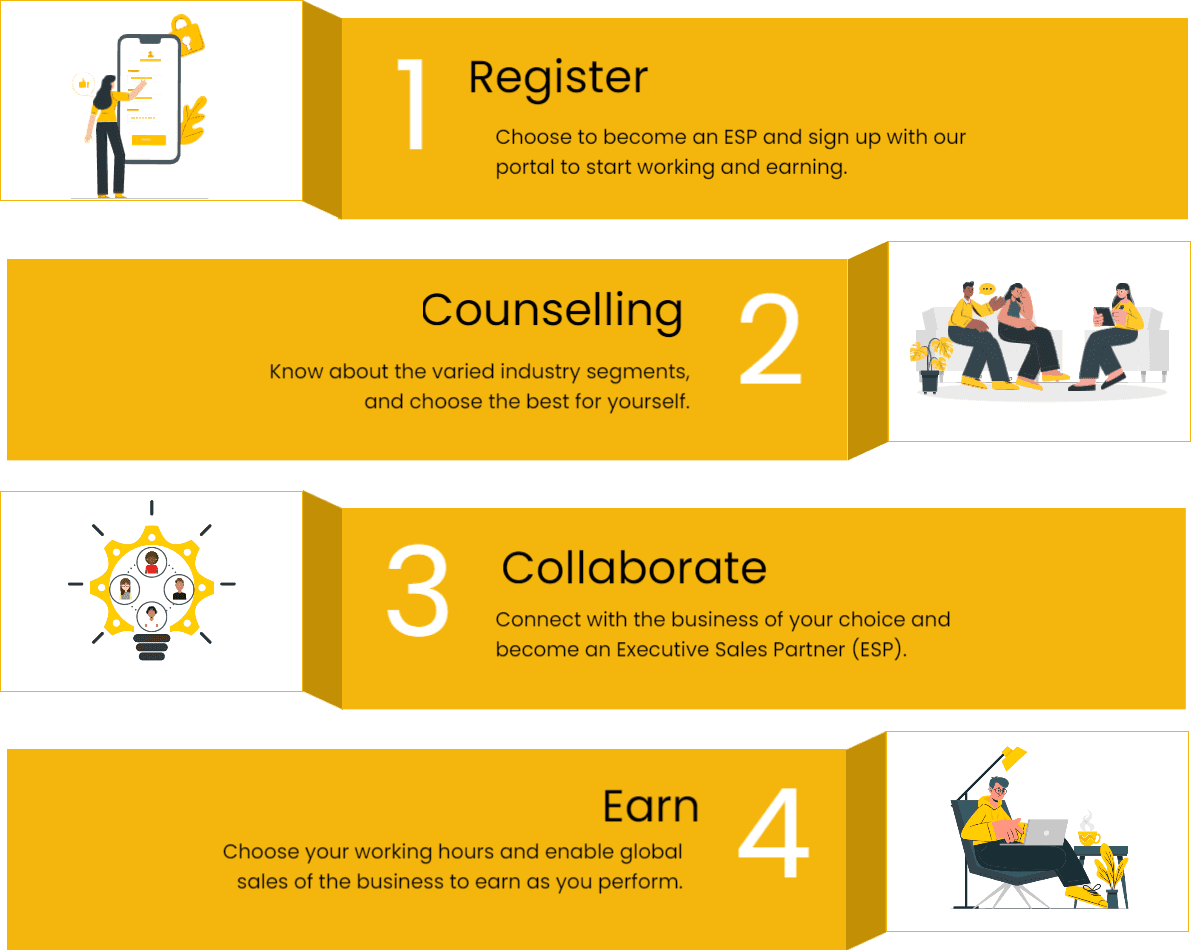 1
Register
Choose to become an ESP and sign up with our
portal to start working and earning.
Counselling
2
Know about the varied industry segments,
and choose the best for yourself.
3
Collaborate
Connect with the business of your choice and
become an Executive Sales Partner (ESP).
Earn
4
Choose your working hours and enable global
sales of the business to earn as you perform.